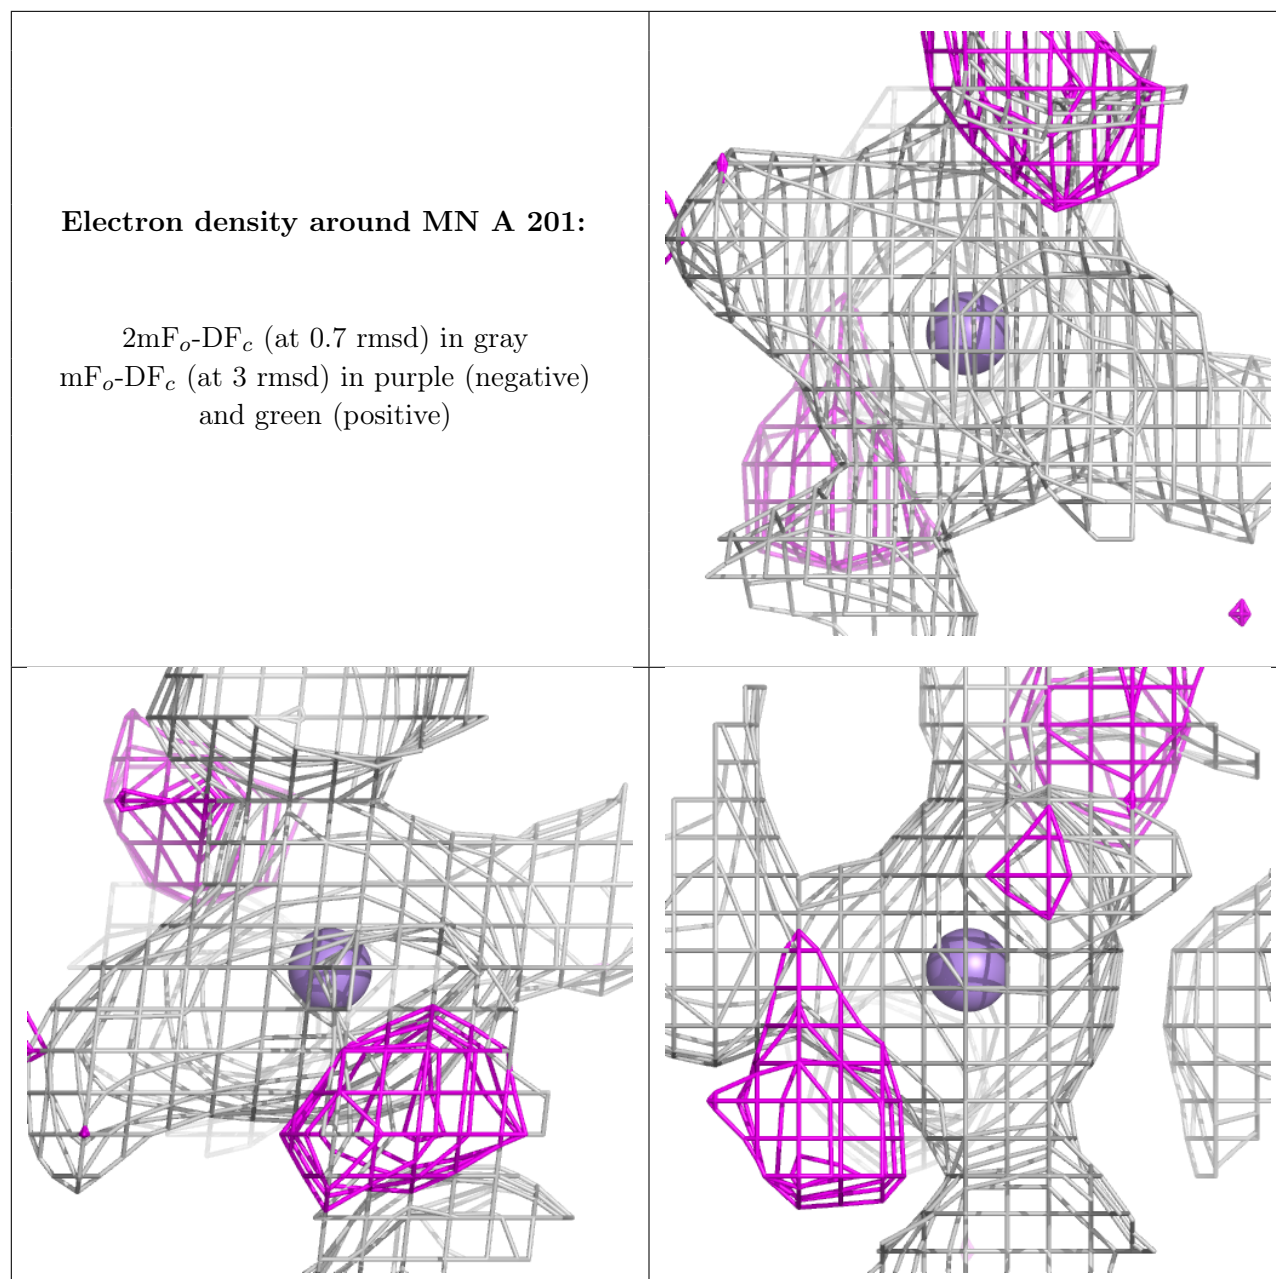 Electron density around MN A 201:
2mFo-DFc (at 0.7 rmsd) in gray
mFo-DFc (at 3 rmsd) in purple (negative)
and green (positive)